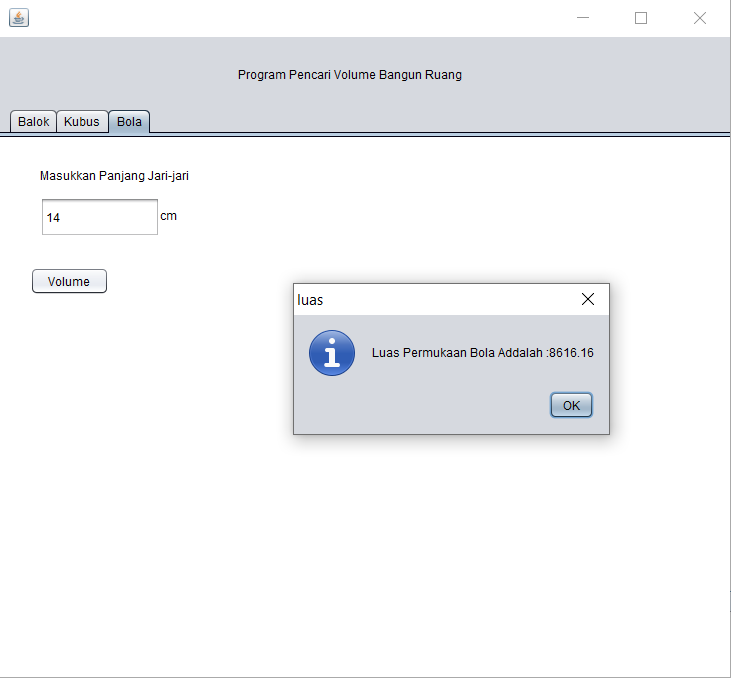 Program Pencari Volume Bangun Ruang
Balok Kubus Bola
Masukkan Panjang Jari-jari
14 cm
Volume
luas
Luas Permukaan Bola Addalah :8616.16
OK